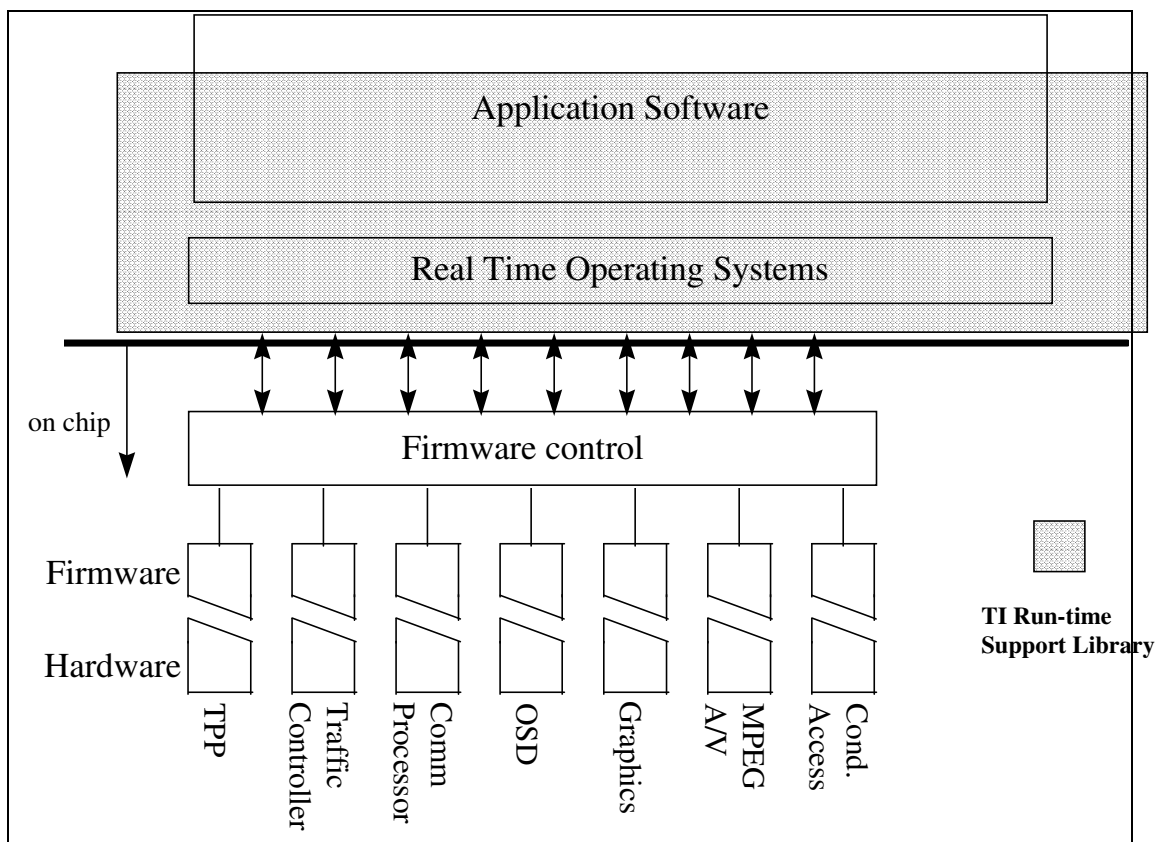 Application Software
Real Time Operating Systems
on chip
Firmware control
Firmware
Hardware
TI Run-time
Support Library
TPP
Traffic
Controller
Comm
Processor
OSD
Graphics
MPEG
A/V
Cond.
Access